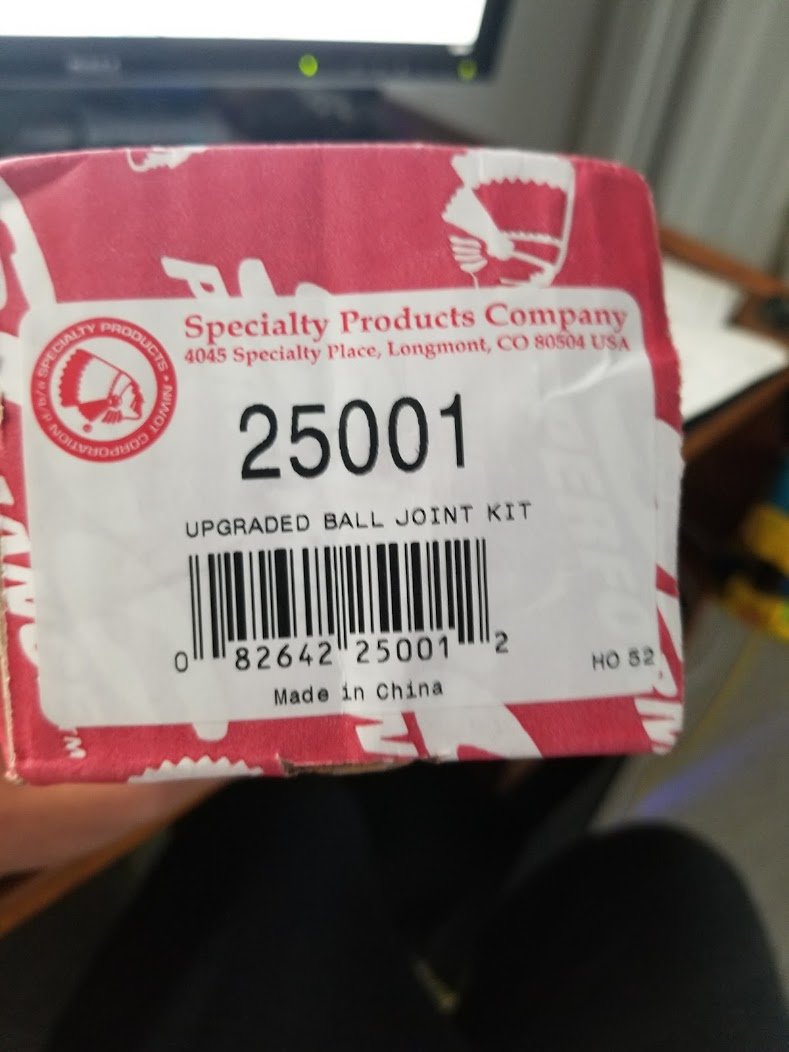 Specialty Products Company
4045 Specialty Place, Longmont, CO 80504 USA
SPECIALTY PRODUCTS • NIWOT CORPORATION d/b/a
25001
UPGRADED BALL JOINT KIT
0 82642 25001 2
HO 52
Made in China